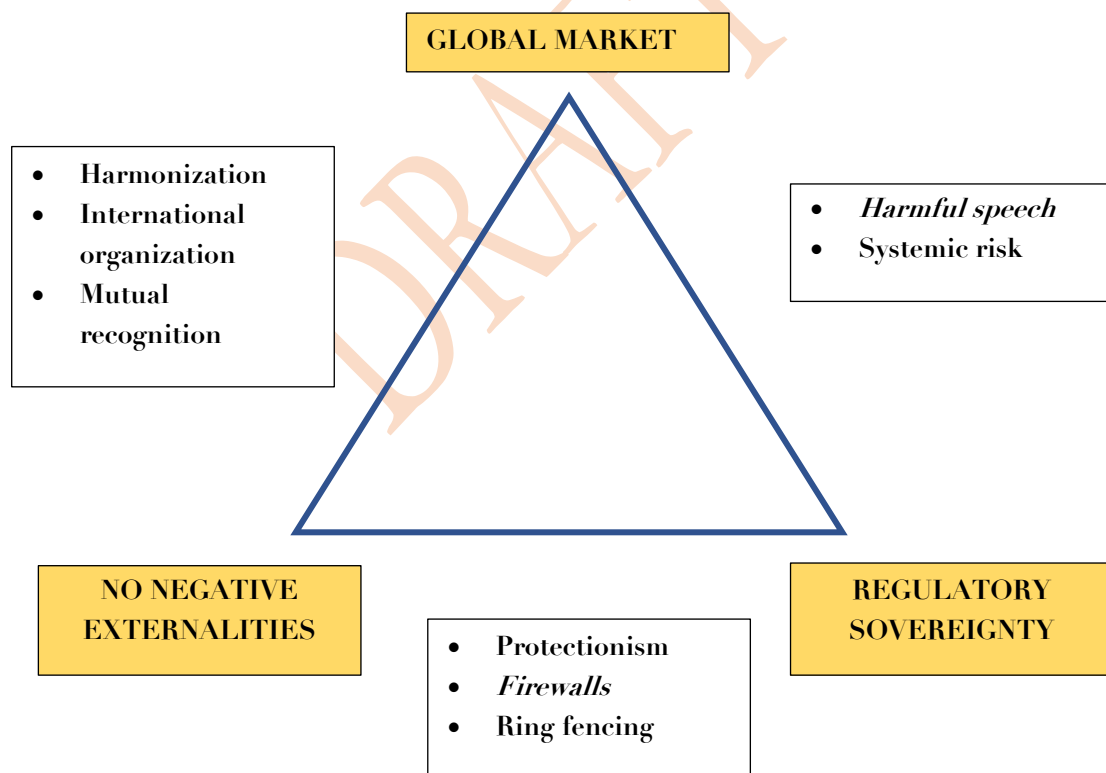 GLOBAL MARKET
• Harmonization
• International
organization
• Mutual
recognition
• Harmful speech
• Systemic risk
NO NEGATIVE
EXTERNALITIES
REGULATORY
SOVEREIGNTY
• Protectionism
• Firewalls
• Ring fencing
DRAFT